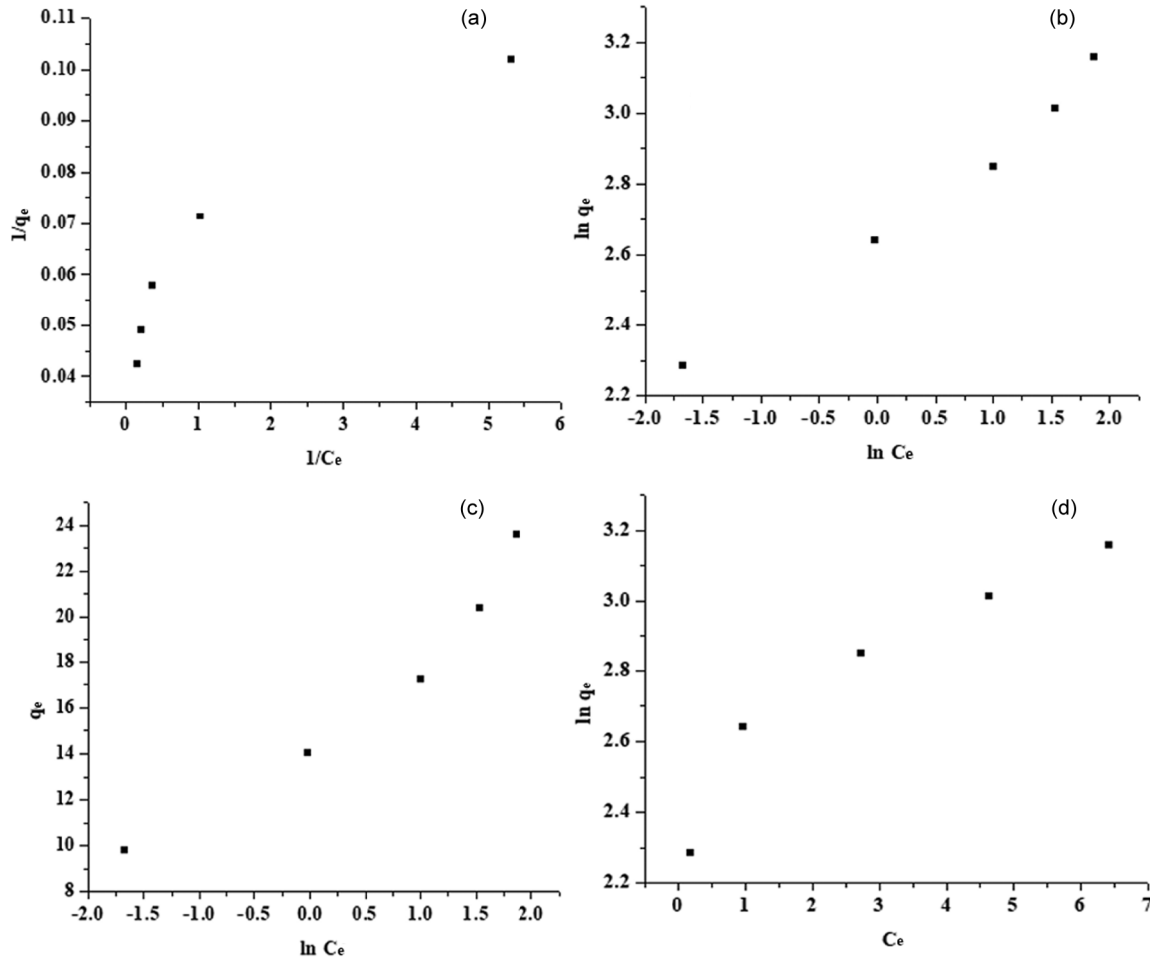 (a)
0.11
0.10
0.09
0.08
0.07
0.06
0.05
0.04
1/qe
0 1 2 3 4 5 6
1/Ce
(b)
3.2
3.0
2.8
2.6
2.4
2.2
ln qe
-2.0 -1.5 -1.0 -0.5 0.0 0.5 1.0 1.5 2.0
ln Ce
(c)
24
22
20
18
16
14
12
10
8
qe
-2.0 -1.5 -1.0 -0.5 0.0 0.5 1.0 1.5 2.0
ln Ce
(d)
3.2
3.0
2.8
2.6
2.4
2.2
ln qe
0 1 2 3 4 5 6 7
Ce